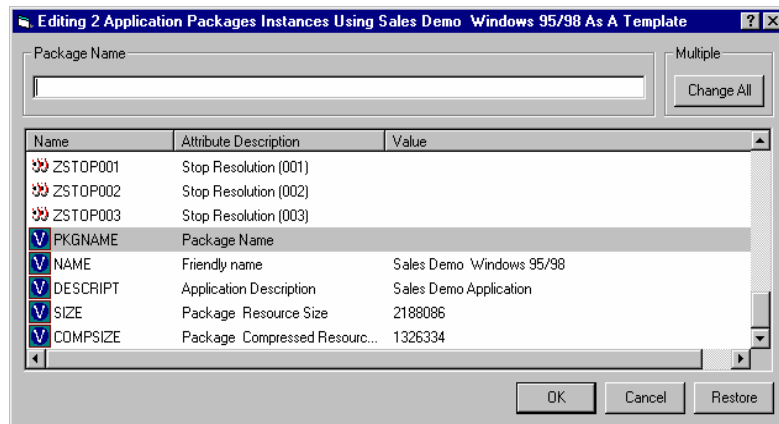 Editing 2 Application Packages Instances Using Sales Demo Windows 95/98 As A Template
Package Name
Multiple
Change All
Name Attribute Description Value
ZSTOP001 Stop Resolution (001)
ZSTOP002 Stop Resolution (002)
ZSTOP003 Stop Resolution (003)
V PKGNAME Package Name
V NAME Friendly name Sales Demo Windows 95/98
V DESCRIPT Application Description Sales Demo Application
V SIZE Package Resource Size 2188086
V COMPSIZE Package Compressed Resourc... 1326334
OK Cancel Restore